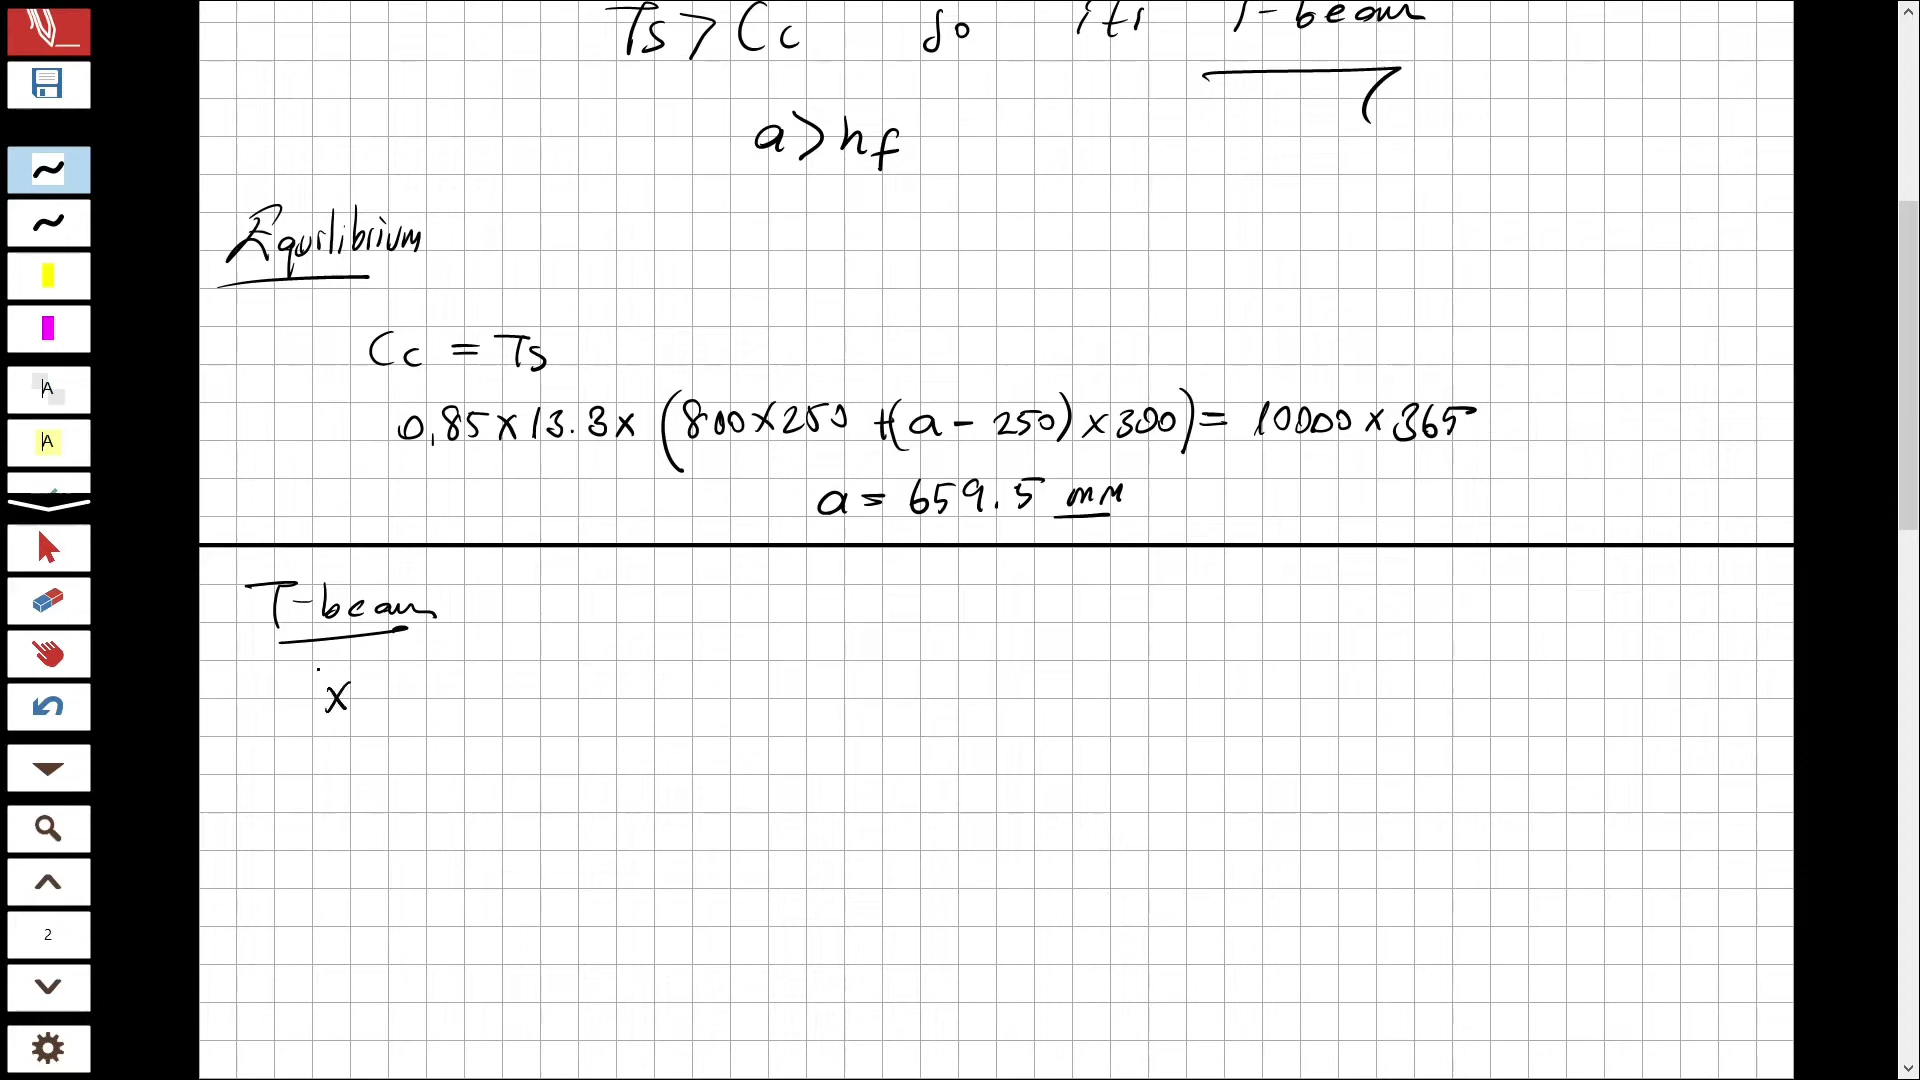 Ts > Cc so its T-beam
a > hf
Equilibrium
Cc = Ts
0,85 x 13.3 x (800 x 250 + (a - 250) x 300) = 10000 x 365
a = 659.5 mm
T-beam
x
A
A
2